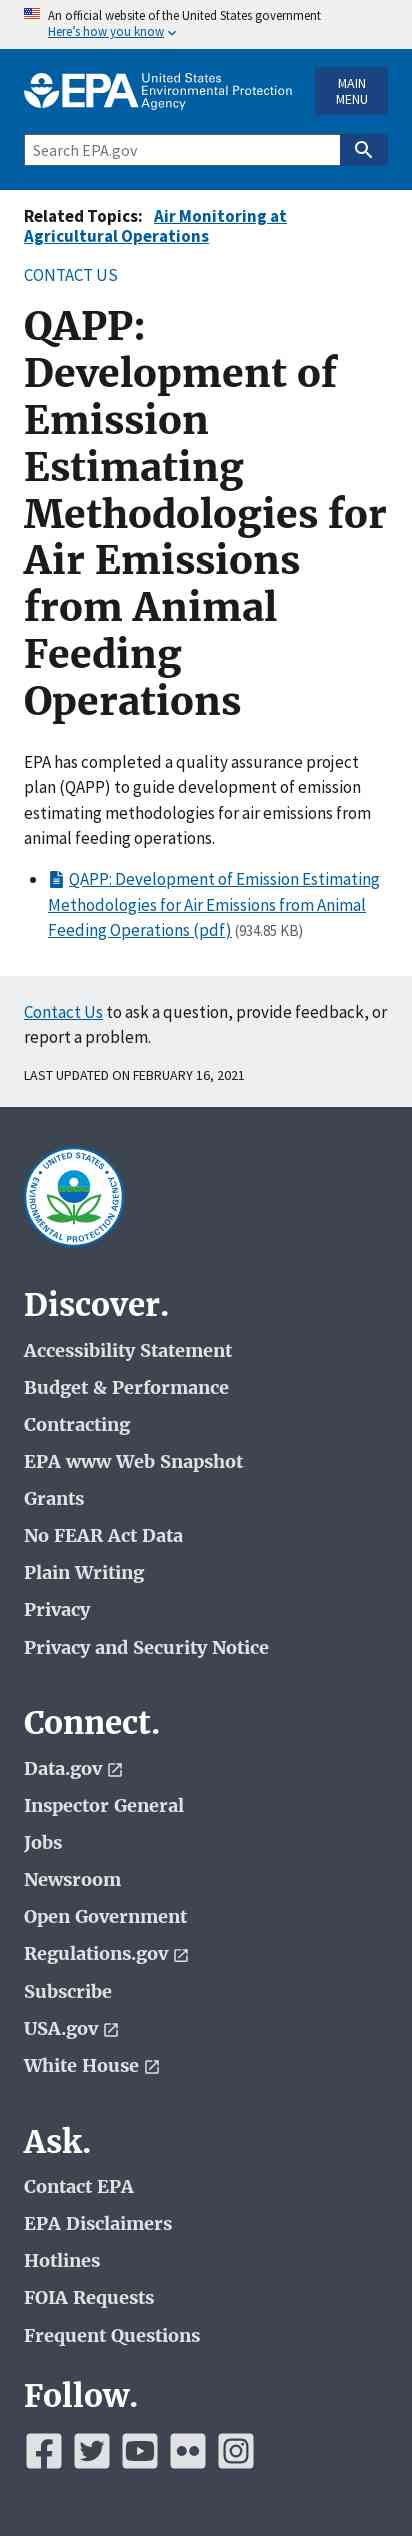 An official website of the United States government
Here's how you know
EPA United States
Environmental Protection
Agency
MAIN
MENU
Search EPA.gov
Related Topics: Air Monitoring at
Agricultural Operations
CONTACT US
QAPP:
Development of
Emission
Estimating
Methodologies for
Air Emissions
from Animal
Feeding
Operations
EPA has completed a quality assurance project
plan (QAPP) to guide development of emission
estimating methodologies for air emissions from
animal feeding operations.
QAPP: Development of Emission Estimating
Methodologies for Air Emissions from Animal
Feeding Operations (pdf) (934.85 KB)
Contact Us to ask a question, provide feedback, or
report a problem.
LAST UPDATED ON FEBRUARY 16, 2021
UNITED STATES
ENVIRONMENTAL PROTECTION AGENCY
Discover.
Accessibility Statement
Budget & Performance
Contracting
EPA www Web Snapshot
Grants
No FEAR Act Data
Plain Writing
Privacy
Privacy and Security Notice
Connect.
Data.gov
Inspector General
Jobs
Newsroom
Open Government
Regulations.gov
Subscribe
USA.gov
White House
Ask.
Contact EPA
EPA Disclaimers
Hotlines
FOIA Requests
Frequent Questions
Follow.